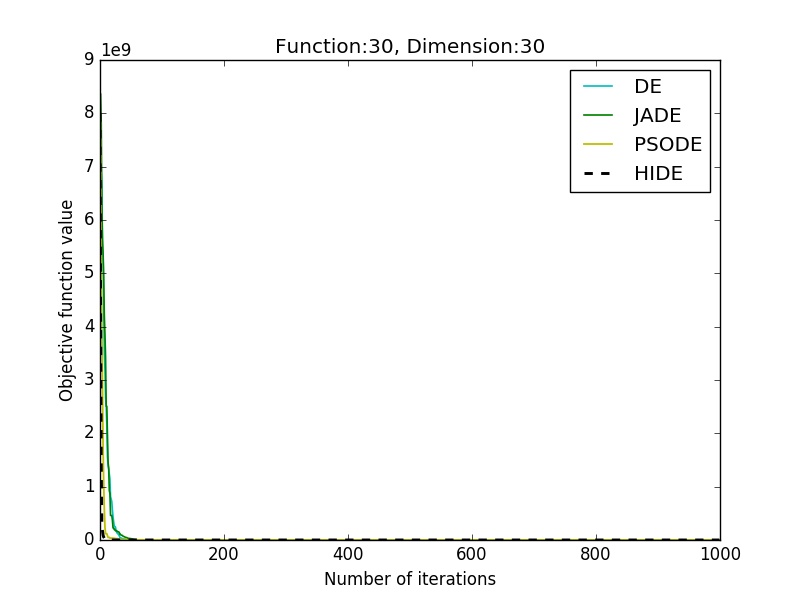 Function:30, Dimension:30
1e9
9
8
7
6
5
4
3
2
1
0
Objective function value
DE
JADE
PSODE
HIDE
0 200 400 600 800 1000
Number of iterations